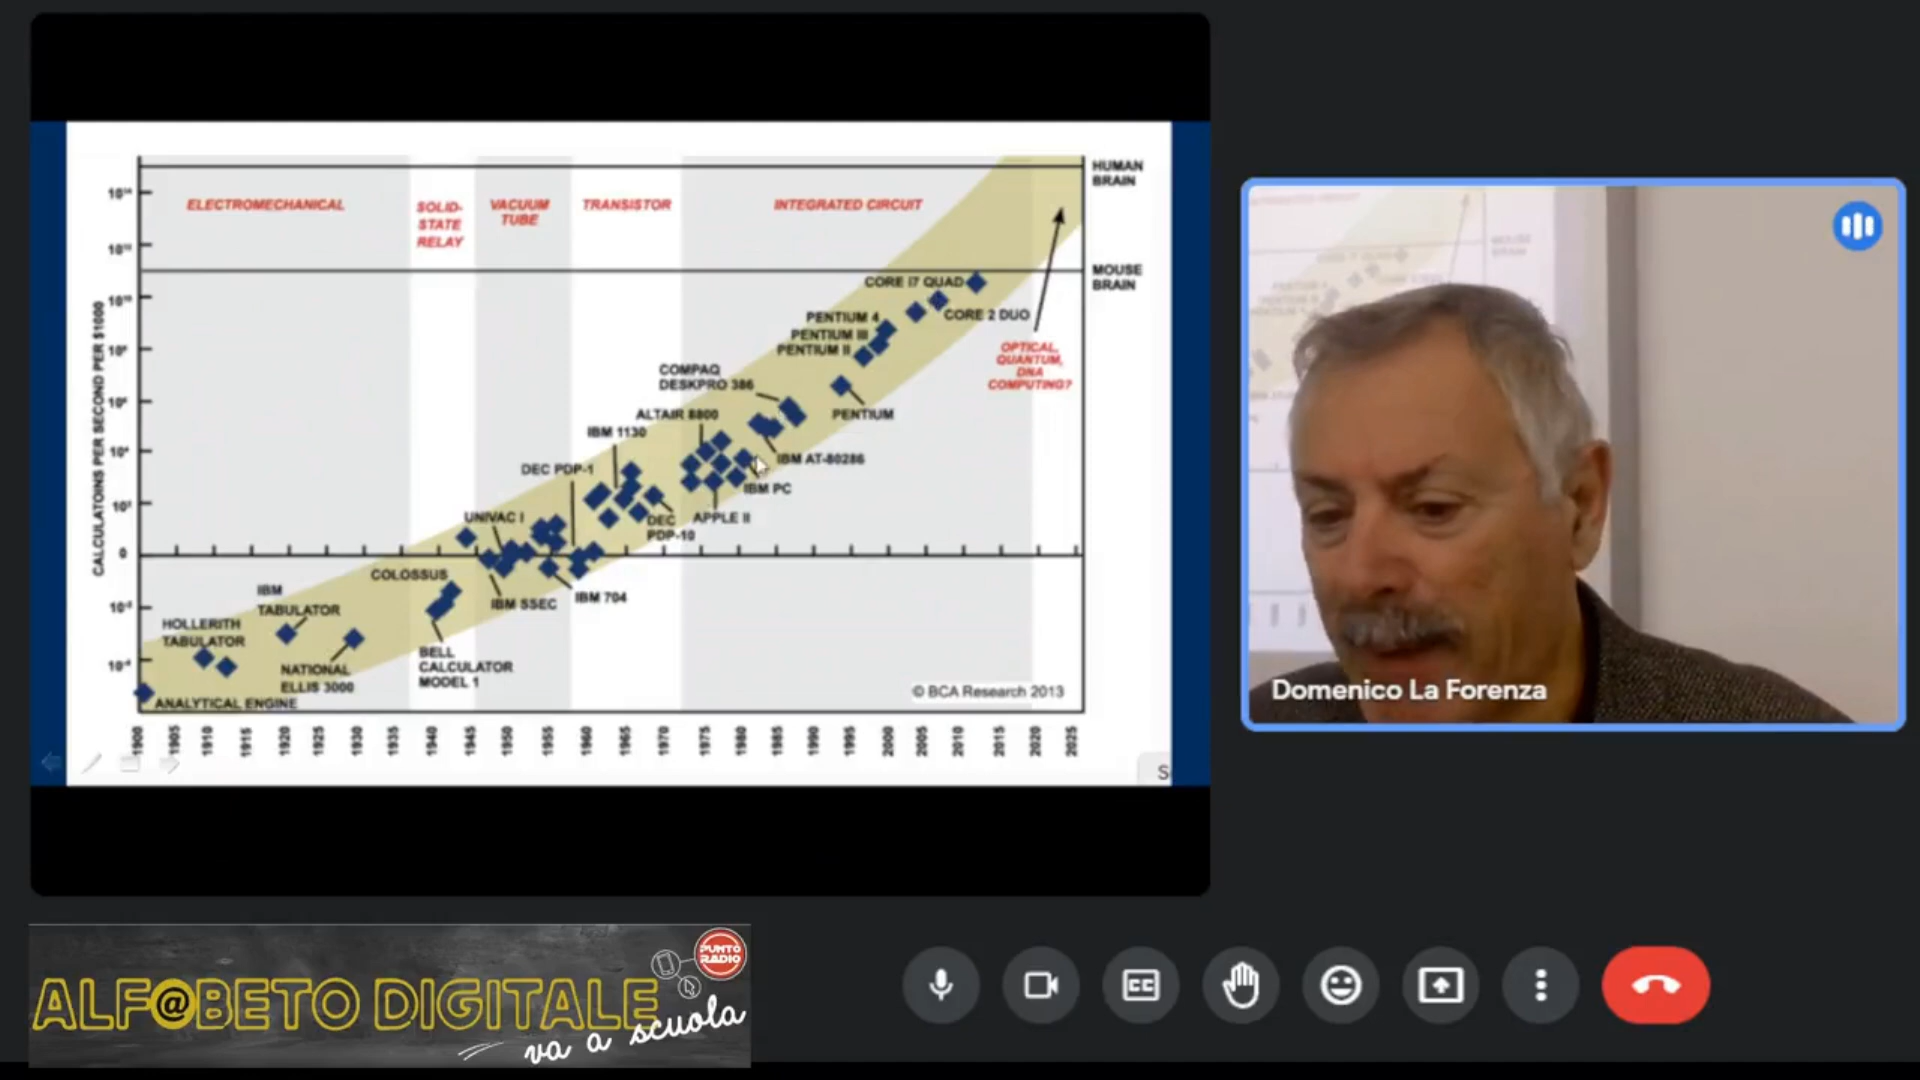 HUMAN
BRAIN
10¹⁴
ELECTROMECHANICAL
SOLID-
STATE
RELAY
VACUUM
TUBE
TRANSISTOR
INTEGRATED CIRCUIT
MOUSE
BRAIN
CORE i7 QUAD
CORE 2 DUO
PENTIUM 4
PENTIUM III
PENTIUM II
OPTICAL,
QUANTUM,
DNA
COMPUTING?
COMPAQ
DESKPRO 386
PENTIUM
ALTAIR 8800
IBM 1130
IBM AT-80286
DEC PDP-1
IBM PC
UNIVAC I
DEC
PDP-10
APPLE II
CALCULATOINS PER SECOND PER $1000
0
COLOSSUS
IBM
TABULATOR
IBM SSEC
IBM 704
HOLLERITH
TABULATOR
NATIONAL
ELLIS 3000
BELL
CALCULATOR
MODEL 1
ANALYTICAL ENGINE
© BCA Research 2013
1900 1905 1910 1915 1920 1925 1930 1935 1940 1945 1950 1955 1960 1965 1970 1975 1980 1985 1990 1995 2000 2005 2010 2015 2020 2025
Domenico La Forenza
PUNTO
RADIO
ALF@BETO DIGITALE
va a scuola
CC